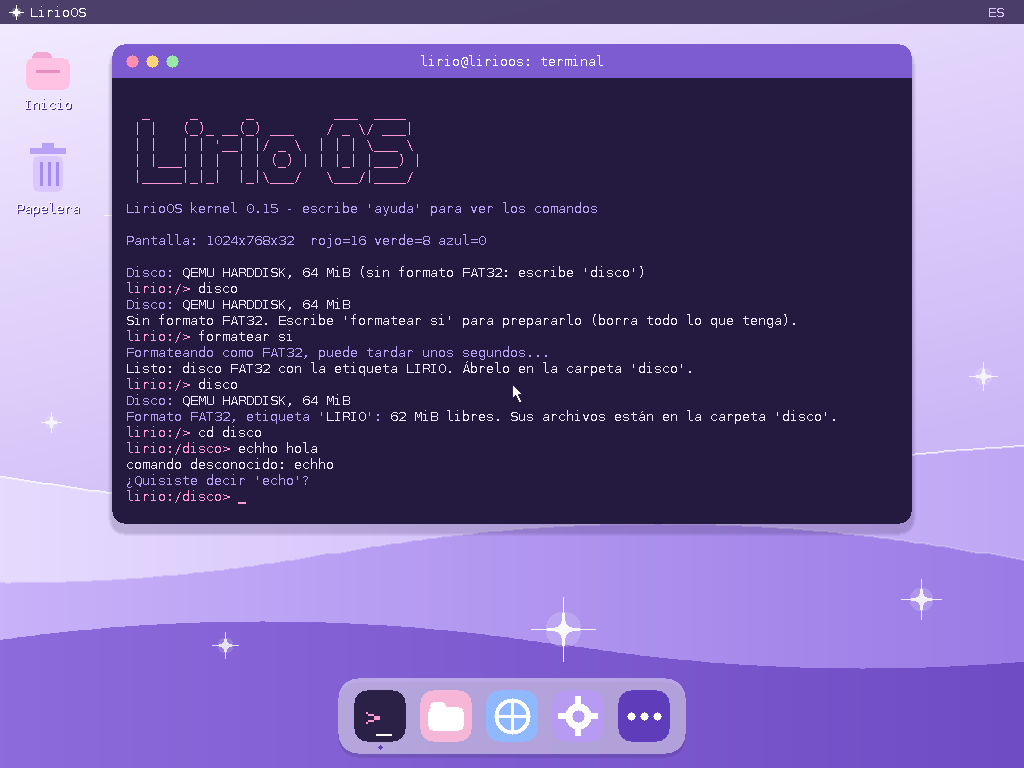 LirioOS
ES
Inicio
Papelera
lirio@lirioos: terminal
Lirio OS
LirioOS kernel 0.15 - escribe 'ayuda' para ver los comandos
Pantalla: 1024x768x32  rojo=16 verde=8 azul=0
Disco: QEMU HARDDISK, 64 MiB (sin formato FAT32: escribe 'disco')
lirio:/> disco
Disco: QEMU HARDDISK, 64 MiB
Sin formato FAT32. Escribe 'formatear si' para prepararlo (borra todo lo que tenga).
lirio:/> formatear si
Formateando como FAT32, puede tardar unos segundos...
Listo: disco FAT32 con la etiqueta LIRIO. Ábrelo en la carpeta 'disco'.
lirio:/> disco
Disco: QEMU HARDDISK, 64 MiB
Formato FAT32, etiqueta 'LIRIO': 62 MiB libres. Sus archivos están en la carpeta 'disco'.
lirio:/> cd disco
lirio:/disco> echho hola
comando desconocido: echho
¿Quisiste decir 'echo'?
lirio:/disco> _
>_